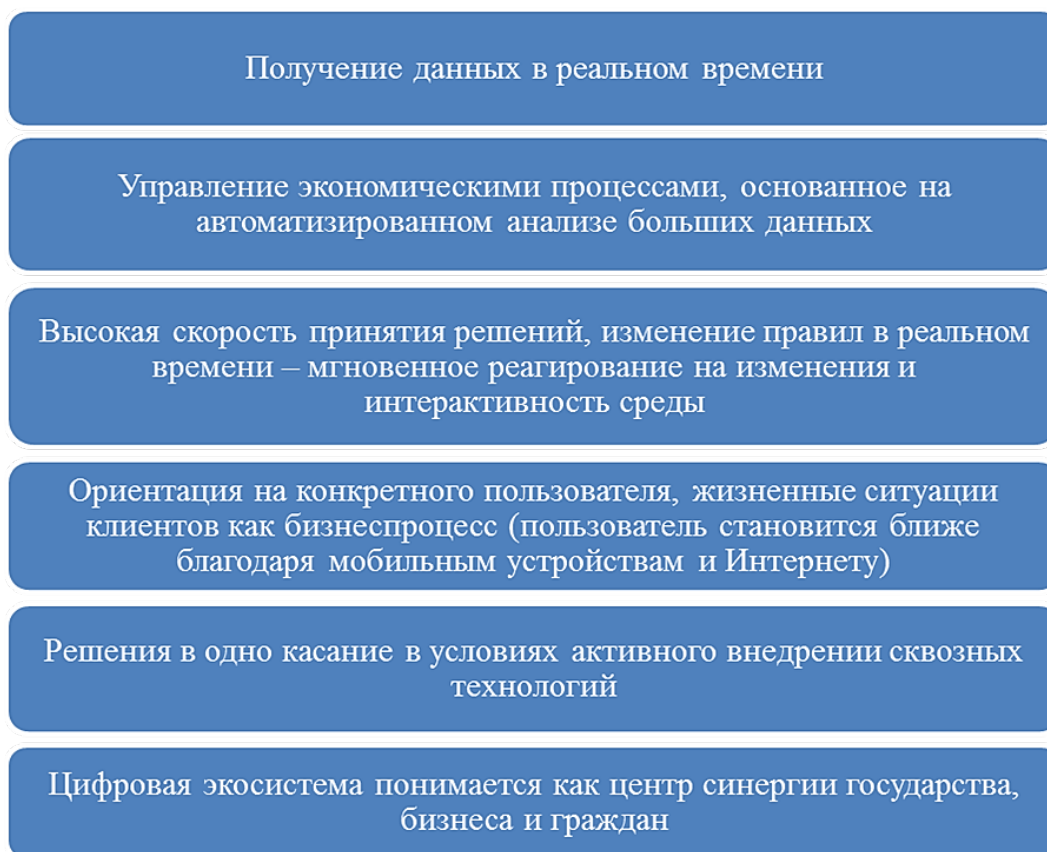 Получение данных в реальном времени
Управление экономическими процессами, основанное на
автоматизированном анализе больших данных
Высокая скорость принятия решений, изменение правил в реальном
времени – мгновенное реагирование на изменения и
интерактивность среды
Ориентация на конкретного пользователя, жизненные ситуации
клиентов как бизнеспроцесс (пользователь становится ближе
благодаря мобильным устройствам и Интернету)
Решения в одно касание в условиях активного внедрении сквозных
технологий
Цифровая экосистема понимается как центр синергии государства,
бизнеса и граждан